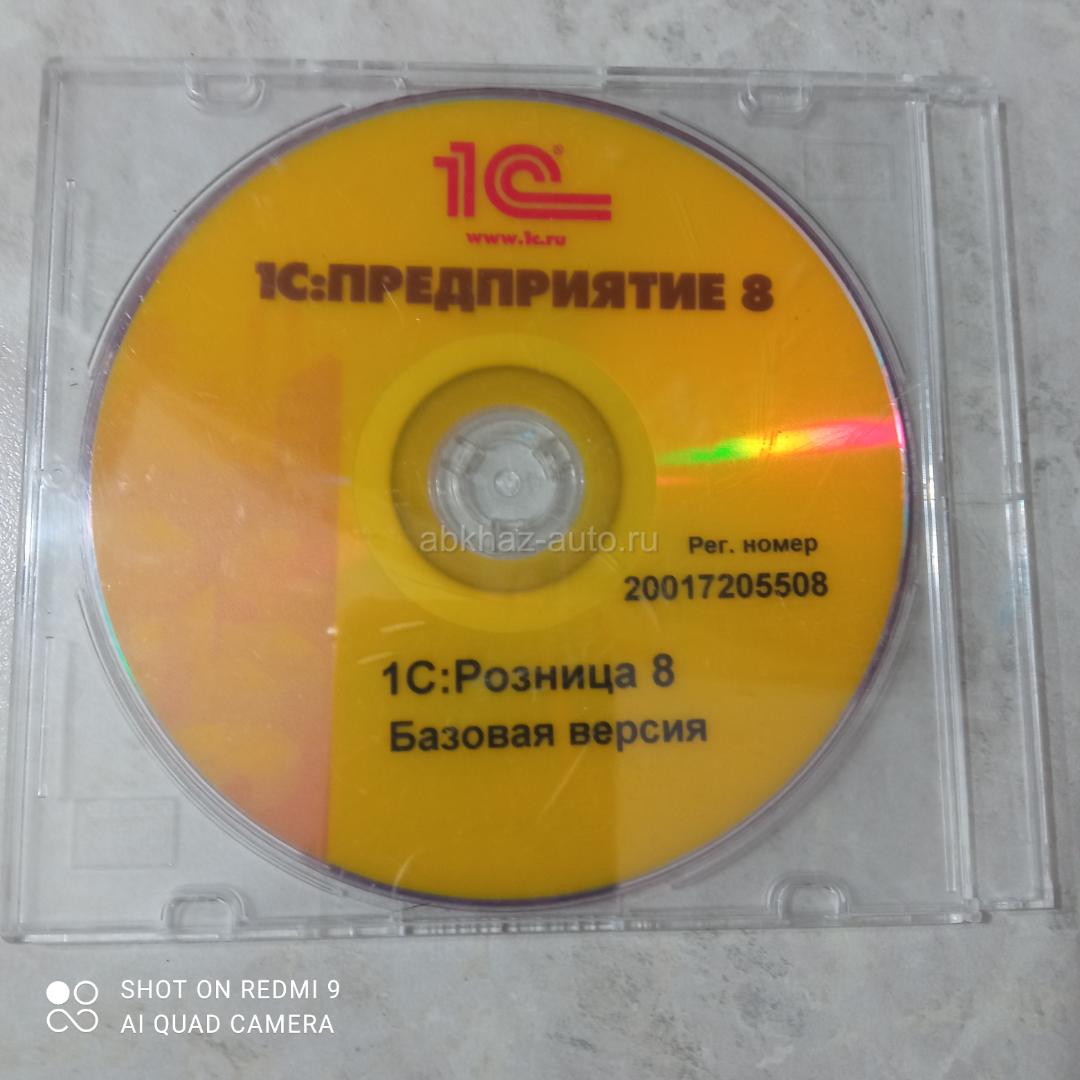 1С®
www.1c.ru
1С:ПРЕДПРИЯТИЕ 8
abkhaz-auto.ru
Рег. номер
20017205508
1С:Розница 8
Базовая версия
SHOT ON REDMI 9
AI QUAD CAMERA